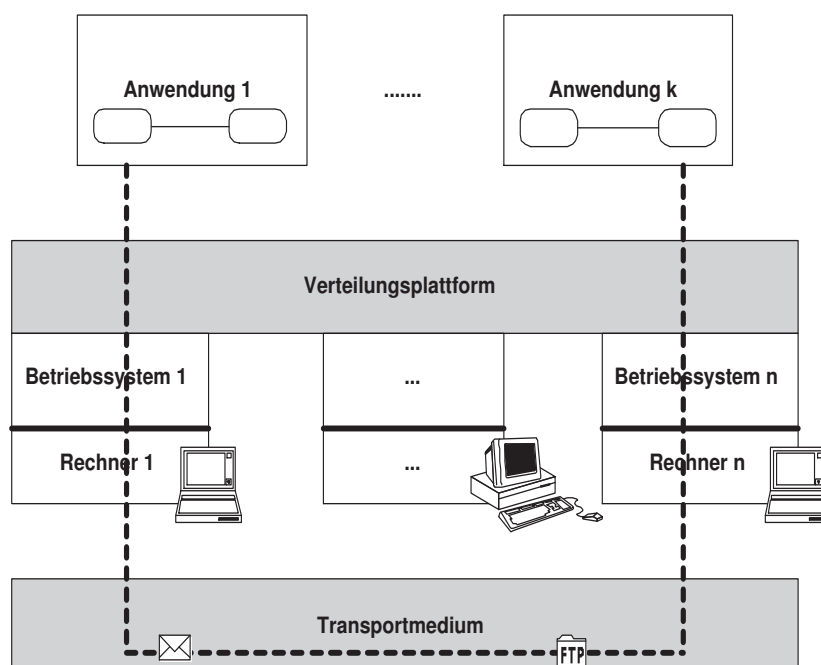 Anwendung 1
.......
Anwendung k
Verteilungsplattform
Betriebssystem 1
...
Betriebssystem n
Rechner 1
...
Rechner n
Transportmedium
FTP